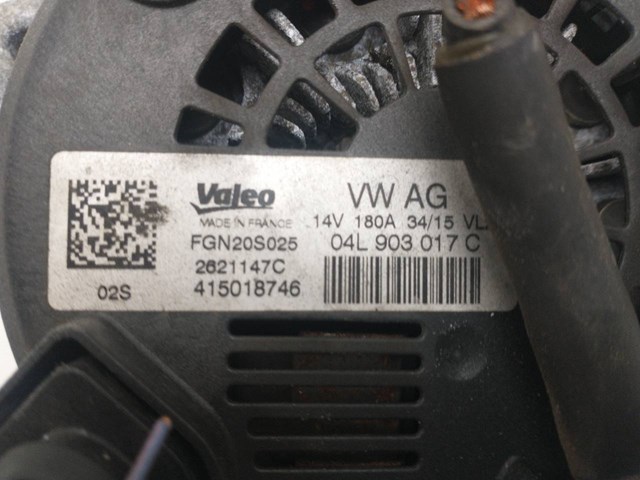 Valeo
MADE IN FRANCE
FGN20S025
2621147C
415018746
02S
VW AG
14V 180A 34/15 VL
04L 903 017 C